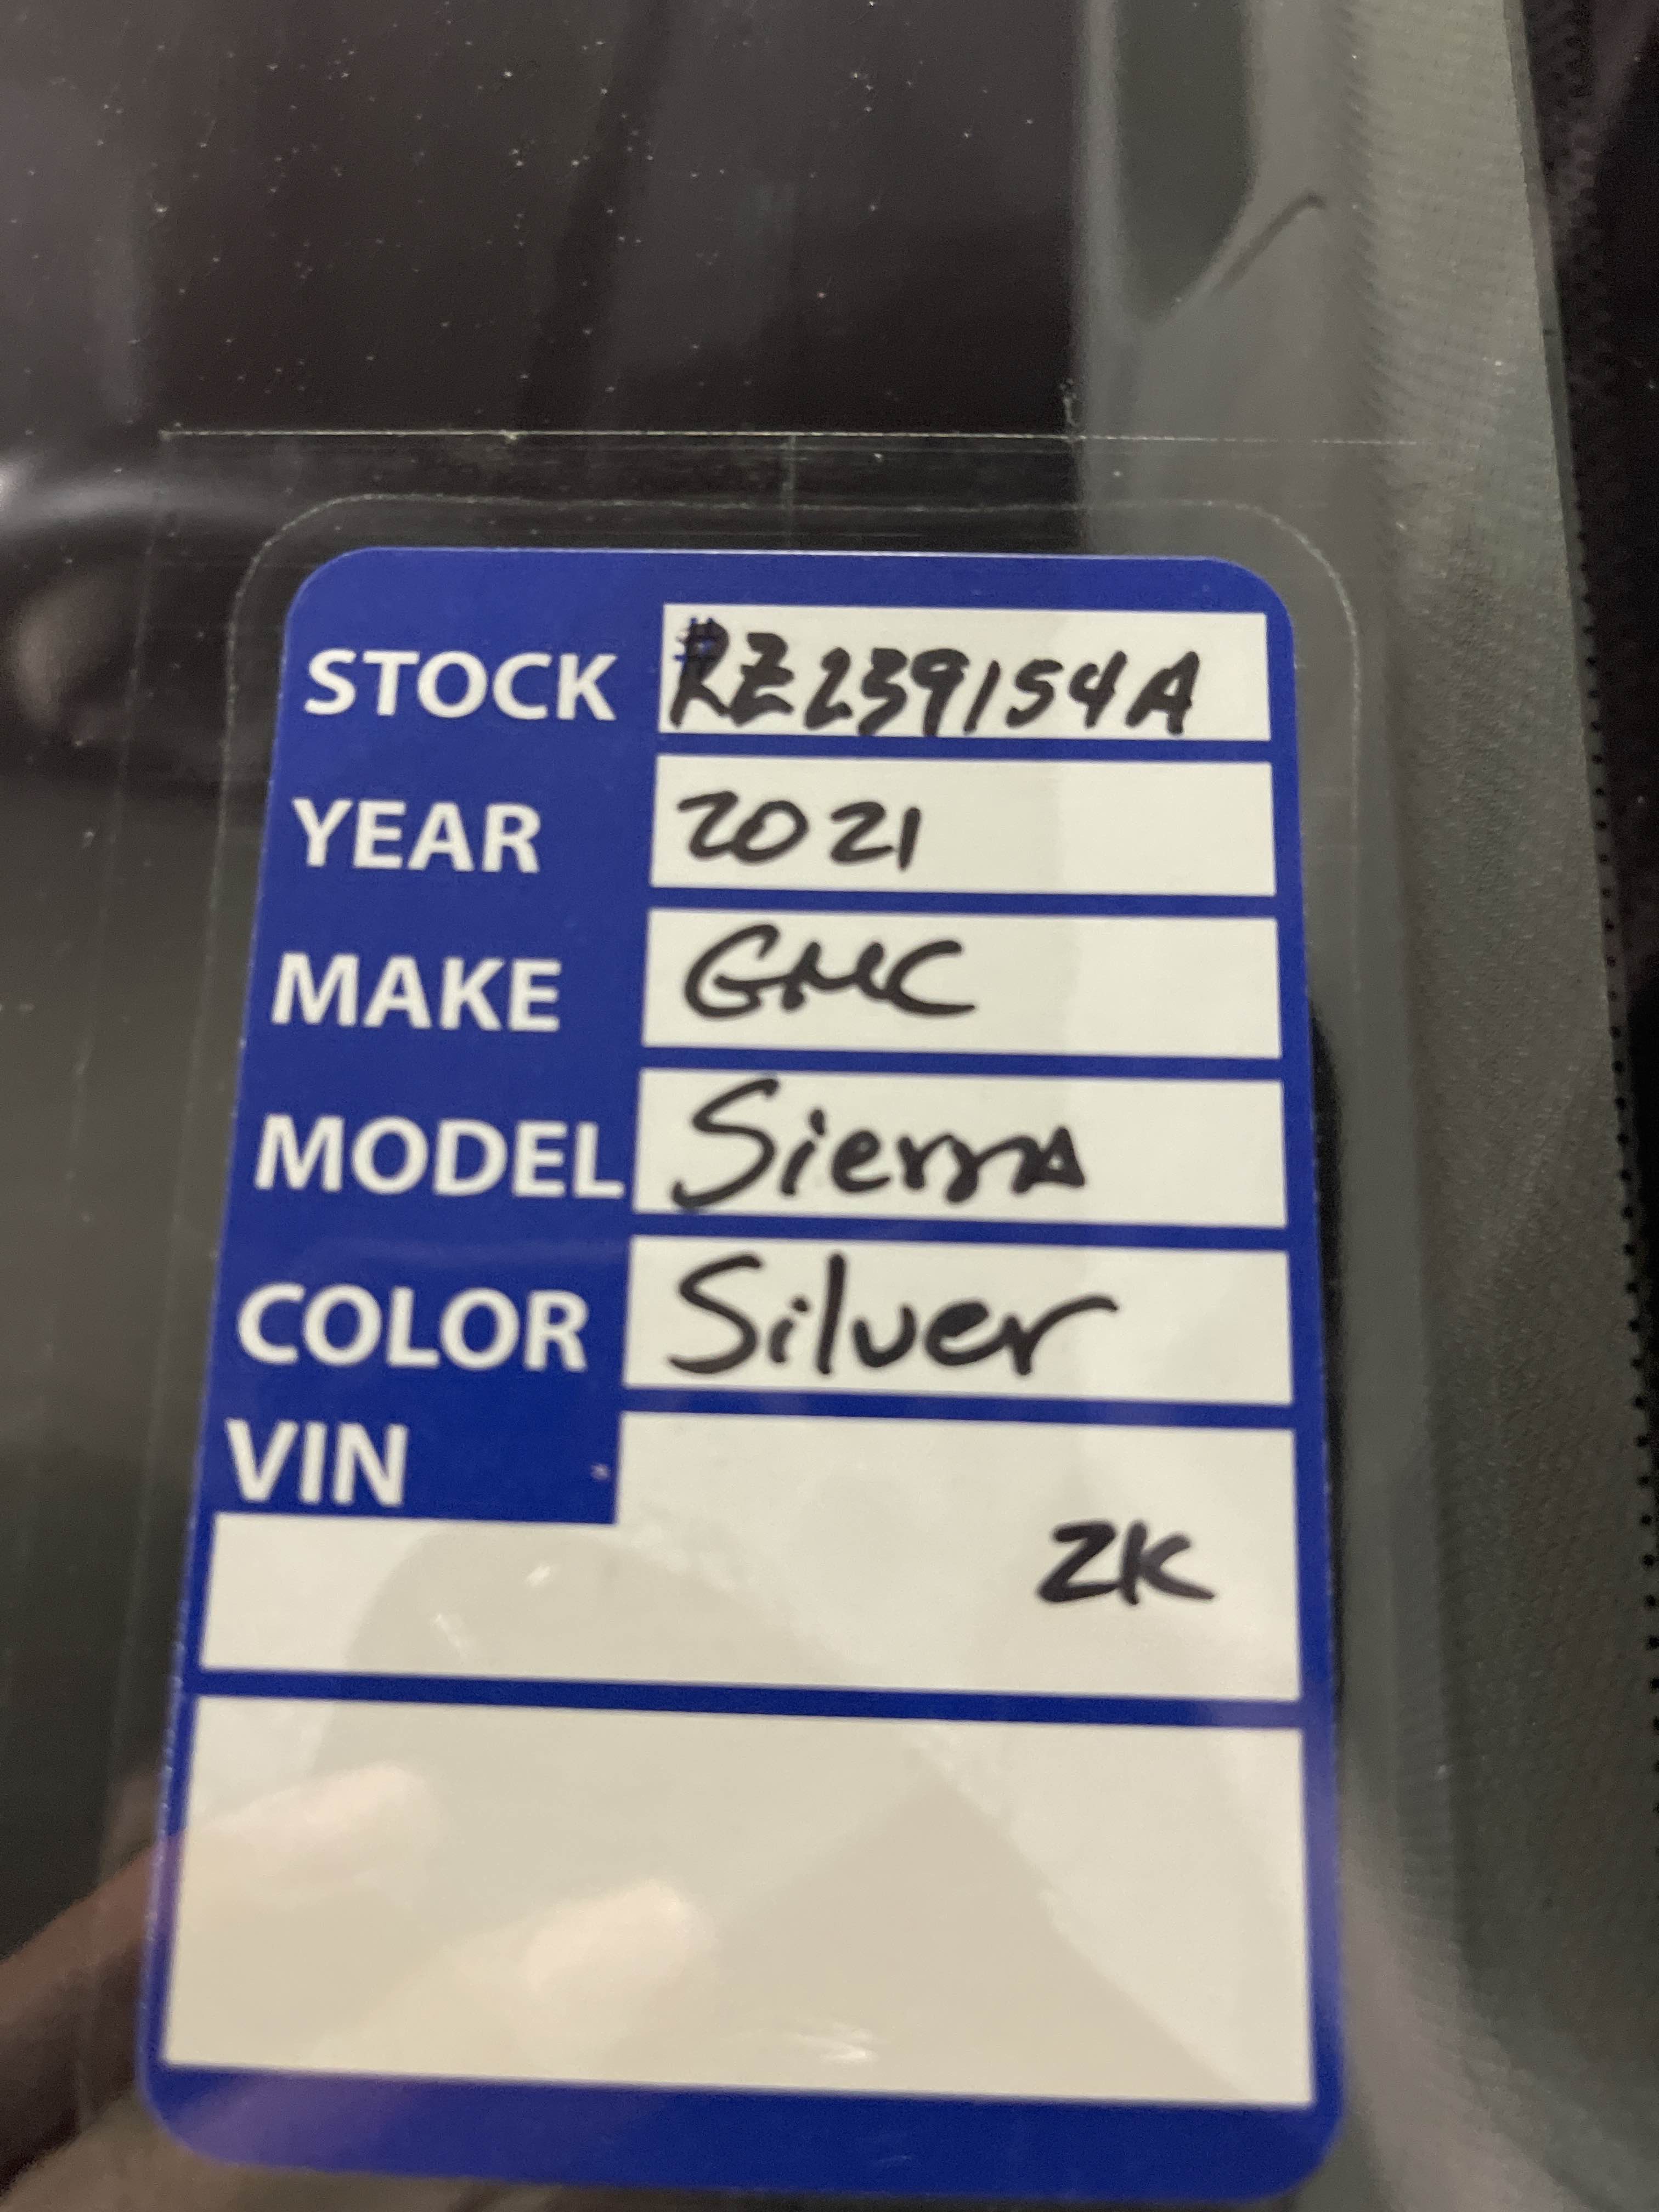 STOCK #RZ239154A
YEAR 2021
MAKE GMC
MODEL Sierra
COLOR Silver
VIN
ZK